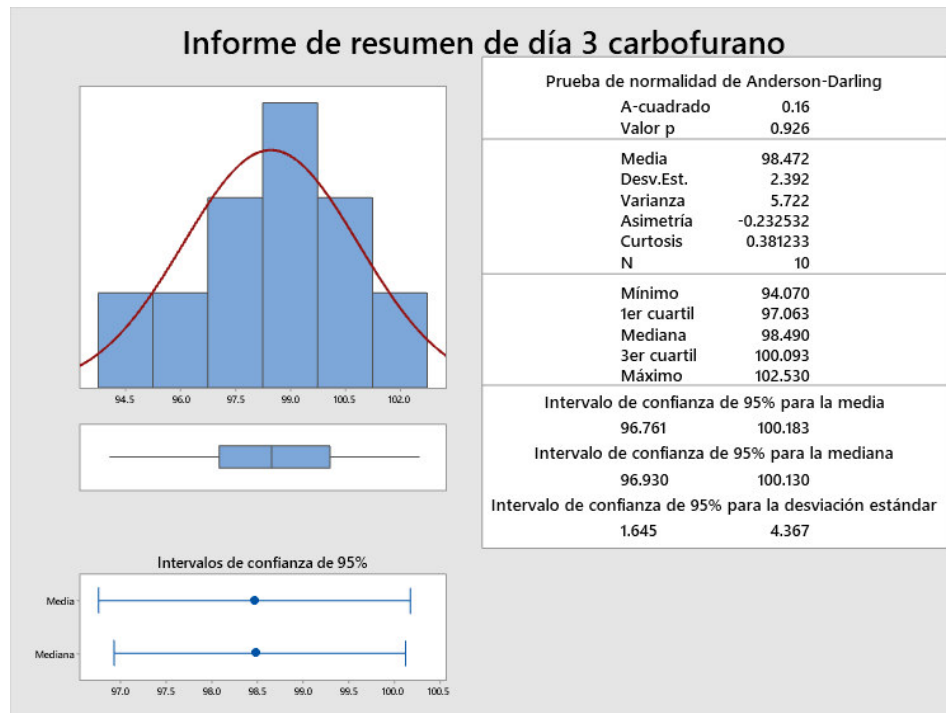 Informe de resumen de día 3 carbofurano
94.5 96.0 97.5 99.0 100.5 102.0
Intervalos de confianza de 95%
Media
Mediana
97.0 97.5 98.0 98.5 99.0 99.5 100.0 100.5
Prueba de normalidad de Anderson-Darling
A-cuadrado 0.16
Valor p 0.926
Media 98.472
Desv.Est. 2.392
Varianza 5.722
Asimetría -0.232532
Curtosis 0.381233
N 10
Mínimo 94.070
1er cuartil 97.063
Mediana 98.490
3er cuartil 100.093
Máximo 102.530
Intervalo de confianza de 95% para la media
96.761 100.183
Intervalo de confianza de 95% para la mediana
96.930 100.130
Intervalo de confianza de 95% para la desviación estándar
1.645 4.367